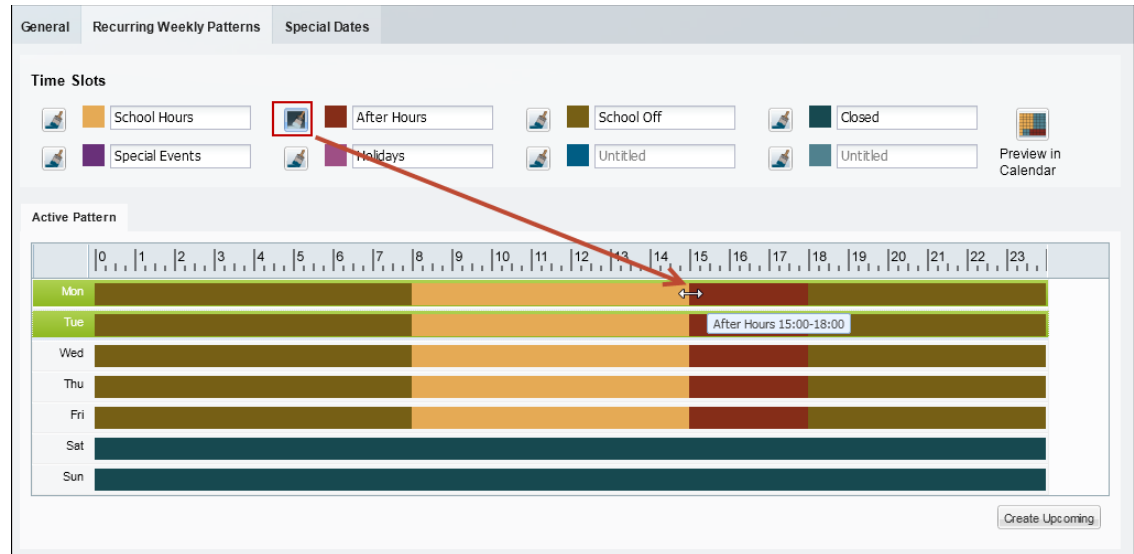 General Recurring Weekly Patterns Special Dates
Time Slots
School Hours After Hours School Off Closed
Special Events Holidays Untitled Untitled Preview in
Calendar
Active Pattern
0 1 2 3 4 5 6 7 8 9 10 11 12 13 14 15 16 17 18 19 20 21 22 23
Mon
Tue After Hours 15:00-18:00
Wed
Thu
Fri
Sat
Sun
Create Upcoming